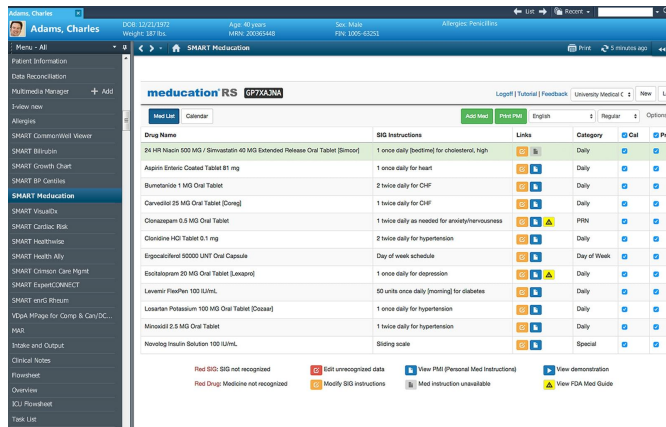 Adams, Charles
List
Recent
Adams, Charles
DOB: 12/21/1972
Age: 40 years
Sex: Male
Allergies: Penicillins
Weight: 187 lbs.
MRN: 200365448
FIN: 1005-63251
Menu - All
SMART Meducation
Print
5 minutes ago
Patient Information
Data Reconciliation
Multimedia Manager
+ Add
I-view new
Allergies
SMART CommonWell Viewer
SMART Bilirubin
SMART Growth Chart
SMART BP Centiles
SMART Meducation
SMART VisualDx
SMART Cardiac Risk
SMART Healthwise
SMART Health Ally
SMART Crimson Care Mgmt
SMART ExpertCONNECT
SMART enrG Rheum
VDpA MPage for Comp & Can/DC...
MAR
Intake and Output
Clinical Notes
Flowsheet
Overview
ICU Flowsheet
Task List
meducation RS GP7XAJNA
Logoff | Tutorial | Feedback
University Medical C
New
Med List
Calendar
Add Med
Print PMI
English
Regular
Options
Drug Name
SIG Instructions
Links
Category
Cal
24 HR Niacin 500 MG / Simvastatin 40 MG Extended Release Oral Tablet [Simcor]
1 once daily [bedtime] for cholesterol, high
Daily
Aspirin Enteric Coated Tablet 81 mg
1 once daily for heart
Daily
Bumetanide 1 MG Oral Tablet
2 twice daily for CHF
Daily
Carvedilol 25 MG Oral Tablet [Coreg]
1 twice daily for CHF
Daily
Clonazepam 0.5 MG Oral Tablet
1 twice daily as needed for anxiety/nervousness
PRN
Clonidine HCl Tablet 0.1 mg
2 twice daily for hypertension
Daily
Ergocalciferol 50000 UNT Oral Capsule
Day of week schedule
Day of Week
Escitalopram 20 MG Oral Tablet [Lexapro]
1 once daily for depression
Daily
Levemir FlexPen 100 IU/mL
50 units once daily [morning] for diabetes
Daily
Losartan Potassium 100 MG Oral Tablet [Cozaar]
1 once daily for hypertension
Daily
Minoxidil 2.5 MG Oral Tablet
1 twice daily for hypertension
Daily
Novolog Insulin Solution 100 IU/mL
Sliding scale
Special
Red SIG: SIG not recognized
Edit unrecognized data
View PMI (Personal Med Instructions)
View demonstration
Red Drug: Medicine not recognized
Modify SIG instructions
Med instruction unavailable
View FDA Med Guide